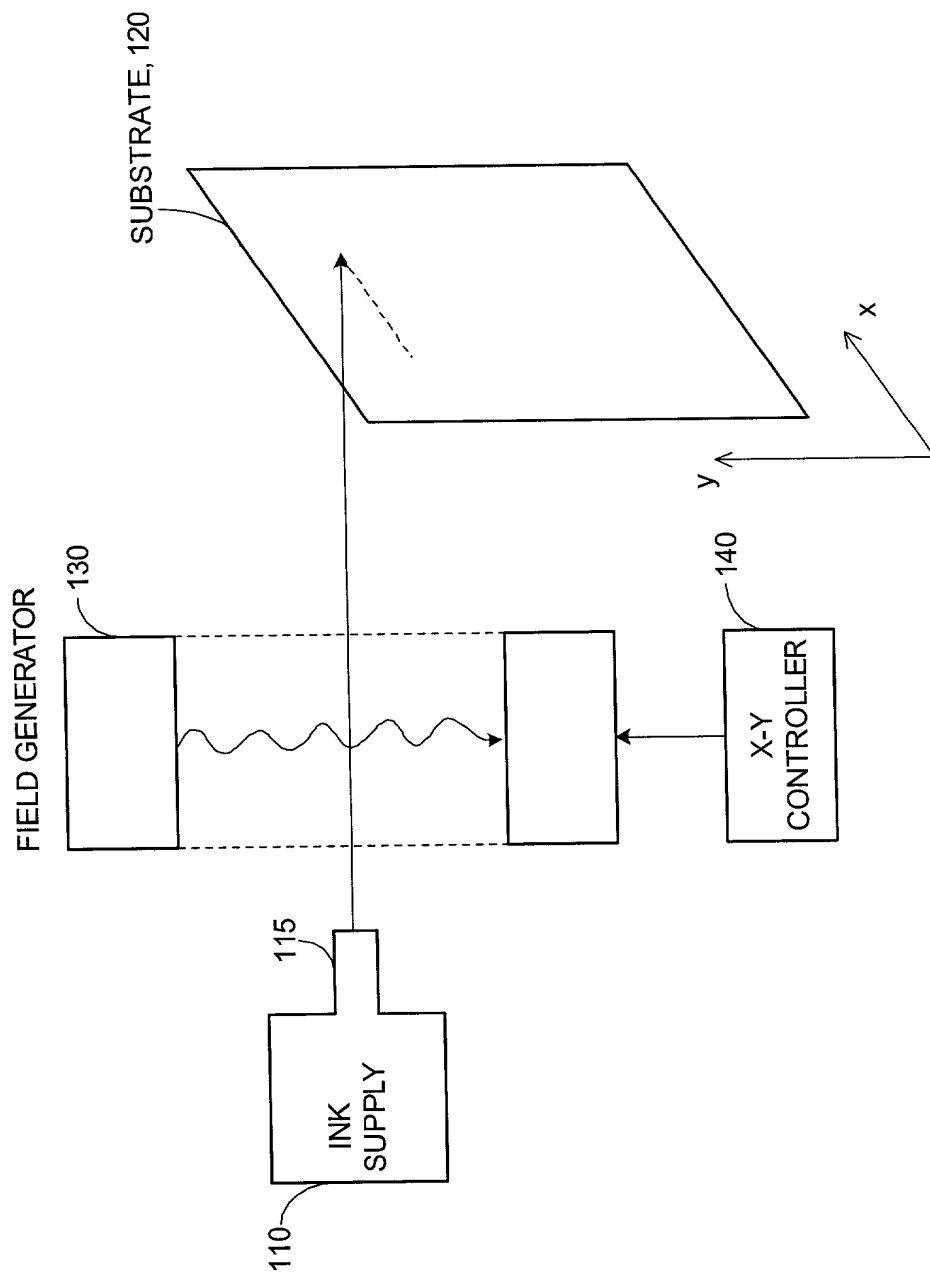 FIELD GENERATOR
130
SUBSTRATE, 120
115
INK
SUPPLY
110
140
X-Y
CONTROLLER
y
x